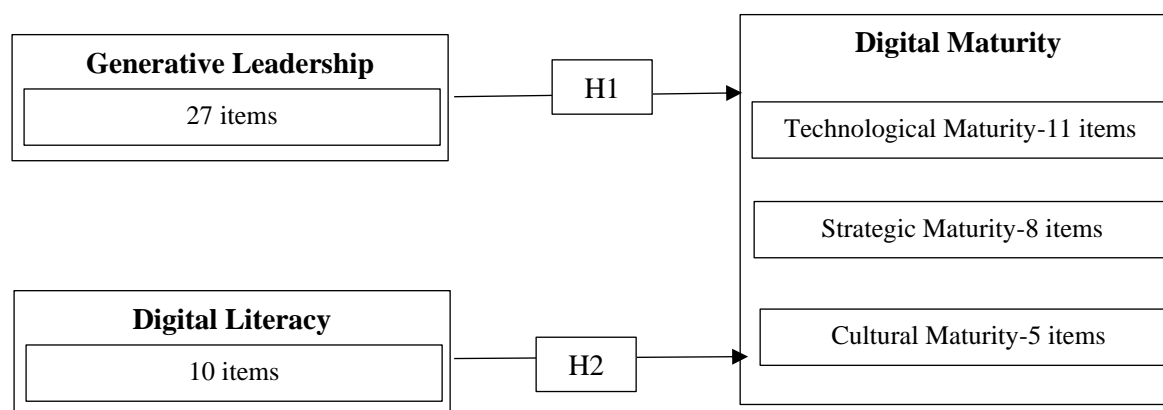 Generative Leadership
27 items
H1
Digital Maturity
Technological Maturity-11 items
Strategic Maturity-8 items
Cultural Maturity-5 items
Digital Literacy
10 items
H2